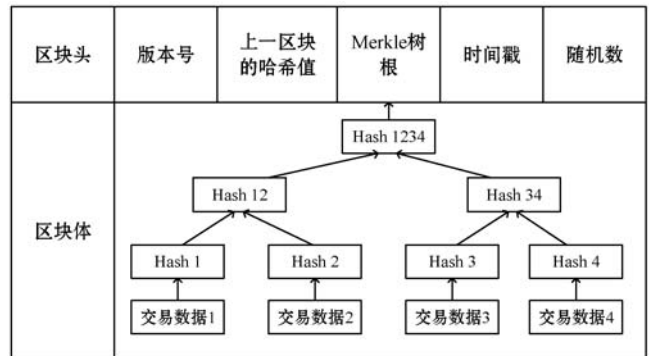 区块头
版本号
上一区块
的哈希值
Merkle树
根
时间戳
随机数
区块体
Hash 1234
Hash 12
Hash 34
Hash 1
Hash 2
Hash 3
Hash 4
交易数据1
交易数据2
交易数据3
交易数据4